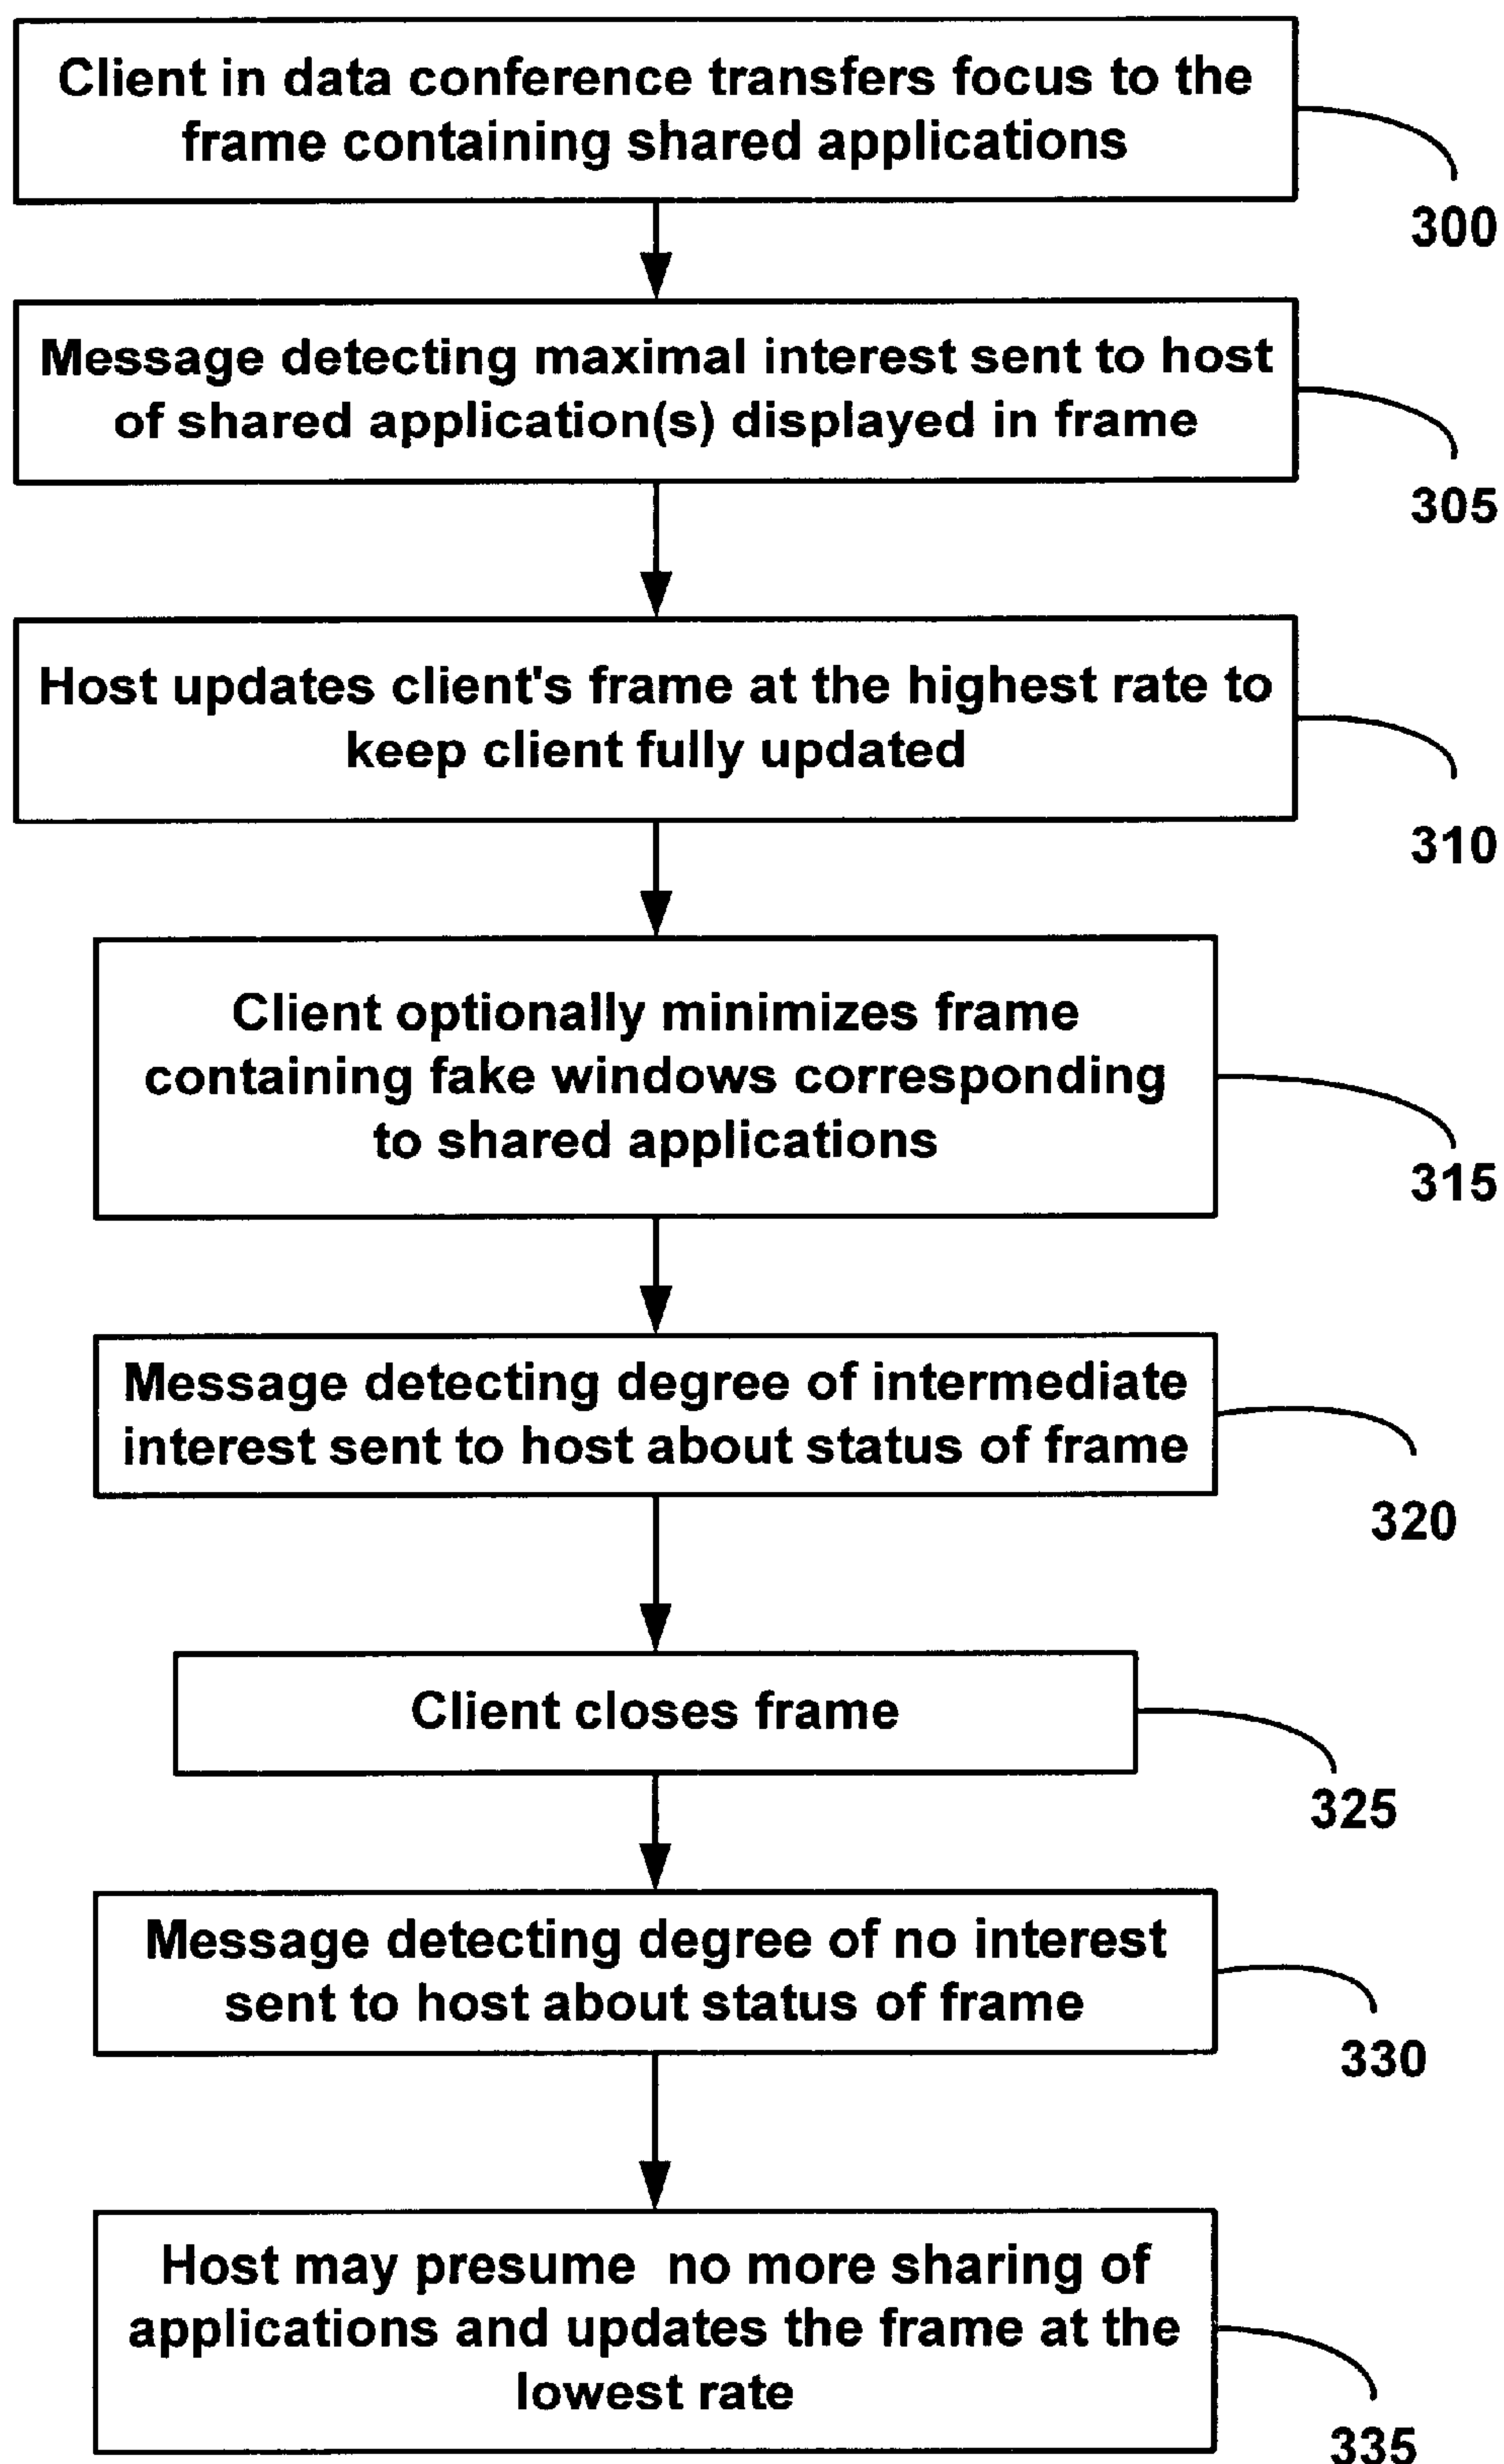 Client in data conference transfers focus to the
frame containing shared applications
300
Message detecting maximal interest sent to host
of shared application(s) displayed in frame
305
Host updates client's frame at the highest rate to
keep client fully updated
310
Client optionally minimizes frame
containing fake windows corresponding
to shared applications
315
Message detecting degree of intermediate
interest sent to host about status of frame
320
Client closes frame
325
Message detecting degree of no interest
sent to host about status of frame
330
Host may presume no more sharing of
applications and updates the frame at the
lowest rate
335